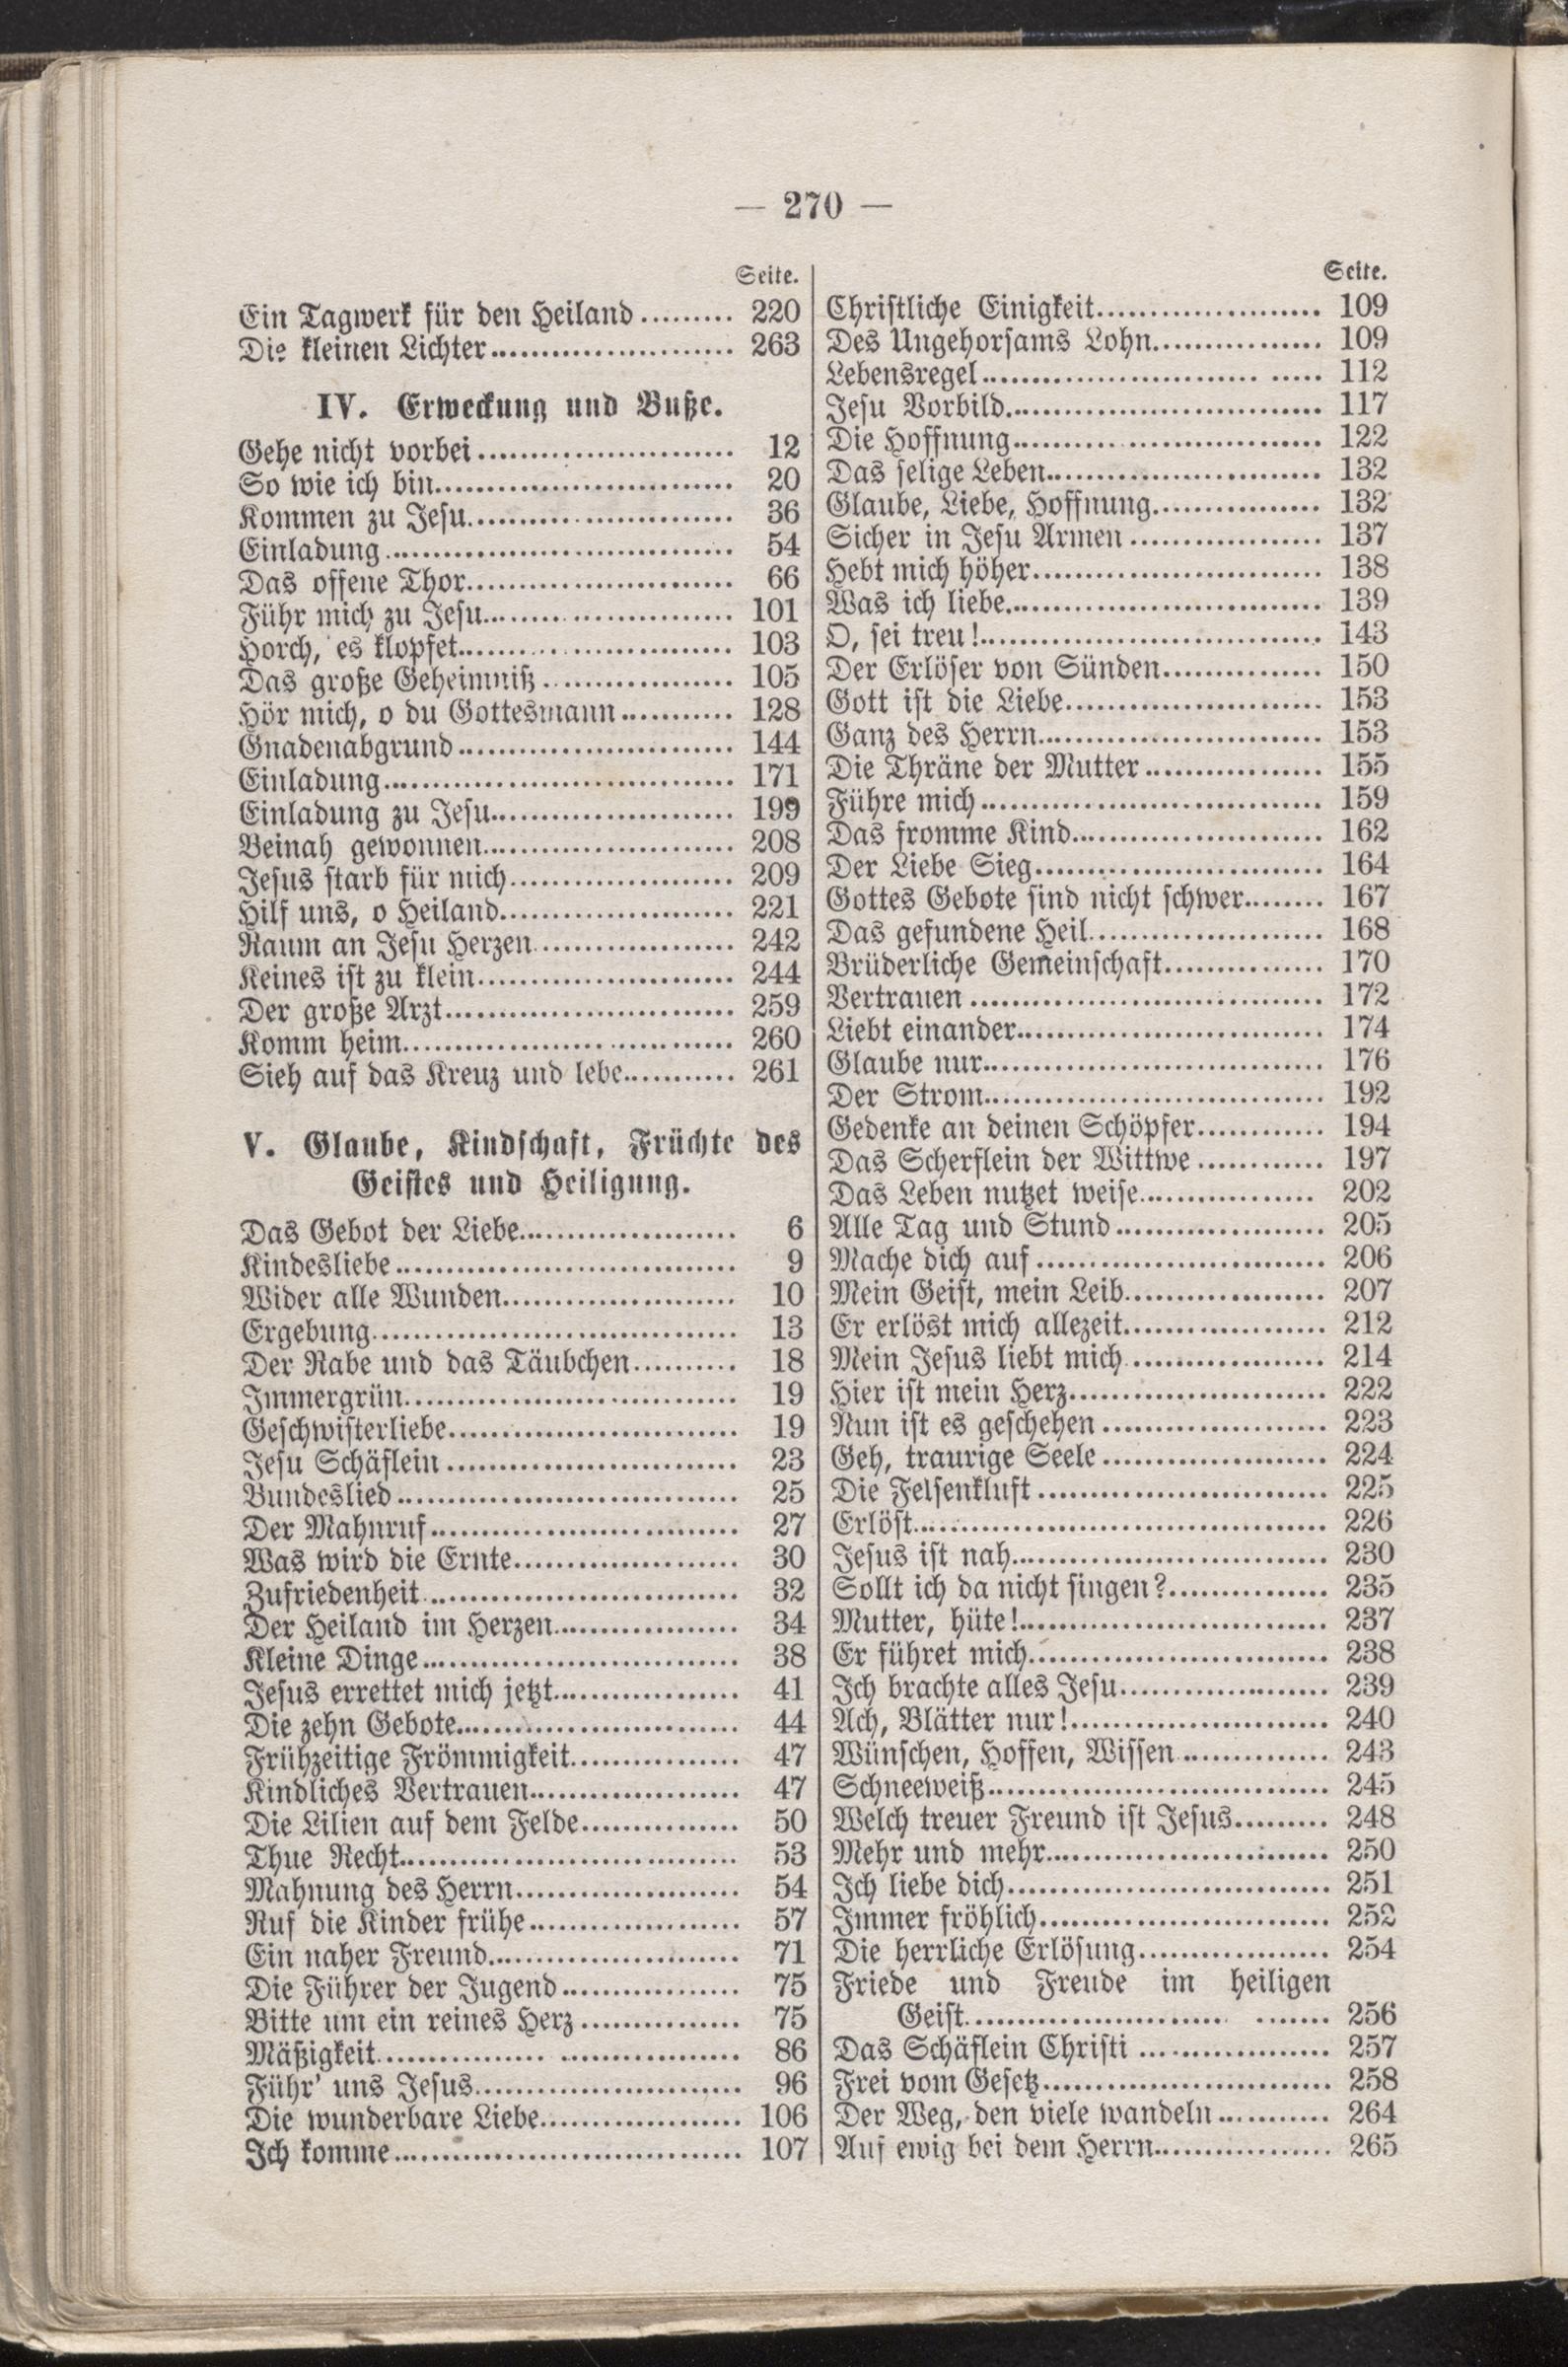 — 270 —
Seite.
Ein Tagwerk für den Heiland......... 220
Die kleinen Lichter........................ 263
IV. Erweckung und Buße.
Gehe nicht vorbei......................... 12
So wie ich bin............................. 20
Kommen zu Jesu.......................... 36
Einladung.................................. 54
Das offene Thor.......................... 66
Führ mich zu Jesu........................ 101
Horch, es klopfet.......................... 103
Das große Geheimniß................... 105
Hör mich, o du Gottesmann........... 128
Gnadenabgrund........................... 144
Einladung.................................. 171
Einladung zu Jesu........................ 199
Beinah gewonnen......................... 208
Jesus starb für mich...................... 209
Hilf uns, o Heiland....................... 221
Raum an Jesu Herzen................... 242
Keines ist zu klein......................... 244
Der große Arzt............................ 259
Komm heim................................ 260
Sieh auf das Kreuz und lebe........... 261
V. Glaube, Kindschaft, Früchte des
Geistes und Heiligung.
Das Gebot der Liebe..................... 6
Kindesliebe................................. 9
Wider alle Wunden....................... 10
Ergebung................................... 13
Der Rabe und das Täubchen.......... 18
Immergrün................................. 19
Geschwisterliebe............................ 19
Jesu Schäflein............................. 23
Bundeslied.................................. 25
Der Mahnruf.............................. 27
Was wird die Ernte...................... 30
Zufriedenheit............................... 32
Der Heiland im Herzen.................. 34
Kleine Dinge............................... 38
Jesus errettet mich jetzt.................. 41
Die zehn Gebote........................... 44
Frühzeitige Frömmigkeit................ 47
Kindliches Vertrauen.................... 47
Die Lilien auf dem Felde............... 50
Thue Recht................................. 53
Mahnung des Herrn...................... 54
Ruf die Kinder frühe..................... 57
Ein naher Freund........................ 71
Die Führer der Jugend................. 75
Bitte um ein reines Herz............... 75
Mäßigkeit.................................. 86
Führ' uns Jesus.......................... 96
Die wunderbare Liebe................... 106
Ich komme................................. 107
Seite.
Christliche Einigkeit...................... 109
Des Ungehorsams Lohn................ 109
Lebensregel................................. 112
Jesu Vorbild............................... 117
Die Hoffnung.............................. 122
Das selige Leben.......................... 132
Glaube, Liebe, Hoffnung................ 132
Sicher in Jesu Armen.................. 137
Hebt mich höher............................ 138
Was ich liebe.............................. 139
O, sei treu!................................. 143
Der Erlöser von Sünden............... 150
Gott ist die Liebe......................... 153
Ganz des Herrn........................... 153
Die Thräne der Mutter................. 155
Führe mich................................. 159
Das fromme Kind........................ 162
Der Liebe Sieg............................ 164
Gottes Gebote sind nicht schwer........ 167
Das gefundene Heil...................... 168
Brüderliche Gemeinschaft............... 170
Vertrauen.................................. 172
Liebt einander.............................. 174
Glaube nur................................. 176
Der Strom................................. 192
Gedenke an deinen Schöpfer............ 194
Das Scherflein der Wittwe............. 197
Das Leben nutzet weise................. 202
Alle Tag und Stund..................... 205
Mache dich auf............................ 206
Mein Geist, mein Leib................... 207
Er erlöst mich allezeit.................... 212
Mein Jesus liebt mich................... 214
Hier ist mein Herz......................... 222
Nun ist es geschehen...................... 223
Geh, traurige Seele...................... 224
Die Felsenkluft............................ 225
Erlöst........................................ 226
Jesus ist nah............................... 230
Sollt ich da nicht singen?............... 235
Mutter, hüte!.............................. 237
Er führet mich............................. 238
Ich brachte alles Jesu.................... 239
Ach, Blätter nur!......................... 240
Wünschen, Hoffen, Wissen.............. 243
Schneeweiß................................. 245
Welch treuer Freund ist Jesus......... 248
Mehr und mehr........................... 250
Ich liebe dich............................... 251
Immer fröhlich............................ 252
Die herrliche Erlösung................... 254
Friede und Freude im heiligen
Geist................................. 256
Das Schäflein Christi................... 257
Frei vom Gesetz............................ 258
Der Weg, den viele wandeln........... 264
Auf ewig bei dem Herrn................. 265